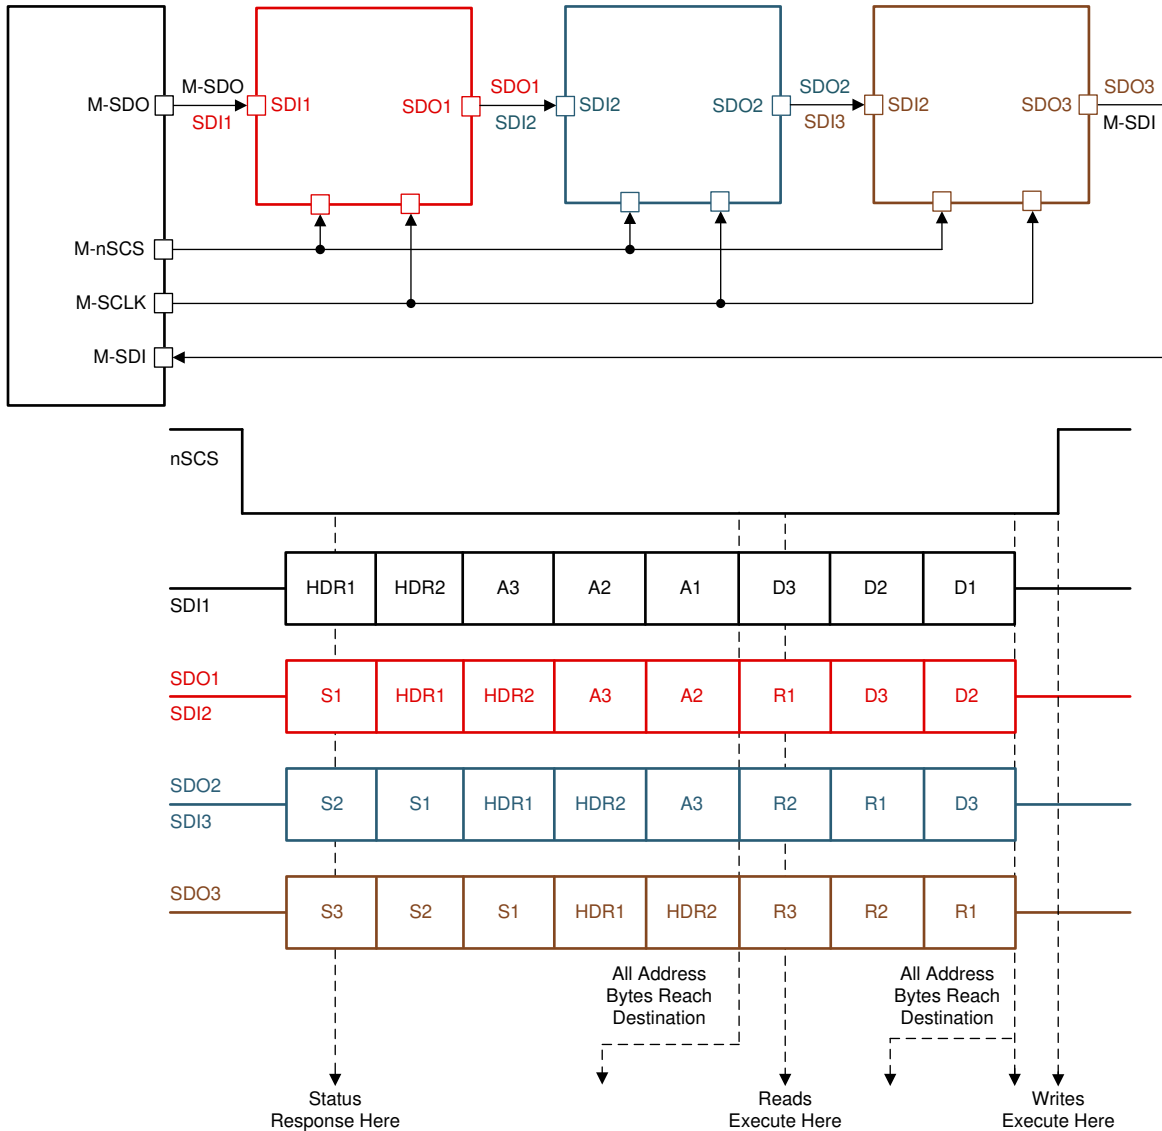 M-SDO
M-SDO
SDI1
SDI1
SDO1
SDO1
SDI2
SDI2
SDO2
SDO2
SDI3
SDI2
SDO3
SDO3
M-SDI
M-nSCS
M-SCLK
M-SDI
nSCS
SDI1
HDR1 HDR2 A3 A2 A1 D3 D2 D1
SDO1
SDI2
S1 HDR1 HDR2 A3 A2 R1 D3 D2
SDO2
SDI3
S2 S1 HDR1 HDR2 A3 R2 R1 D3
SDO3
S3 S2 S1 HDR1 HDR2 R3 R2 R1
All Address
Bytes Reach
Destination
All Address
Bytes Reach
Destination
Status
Response Here
Reads
Execute Here
Writes
Execute Here